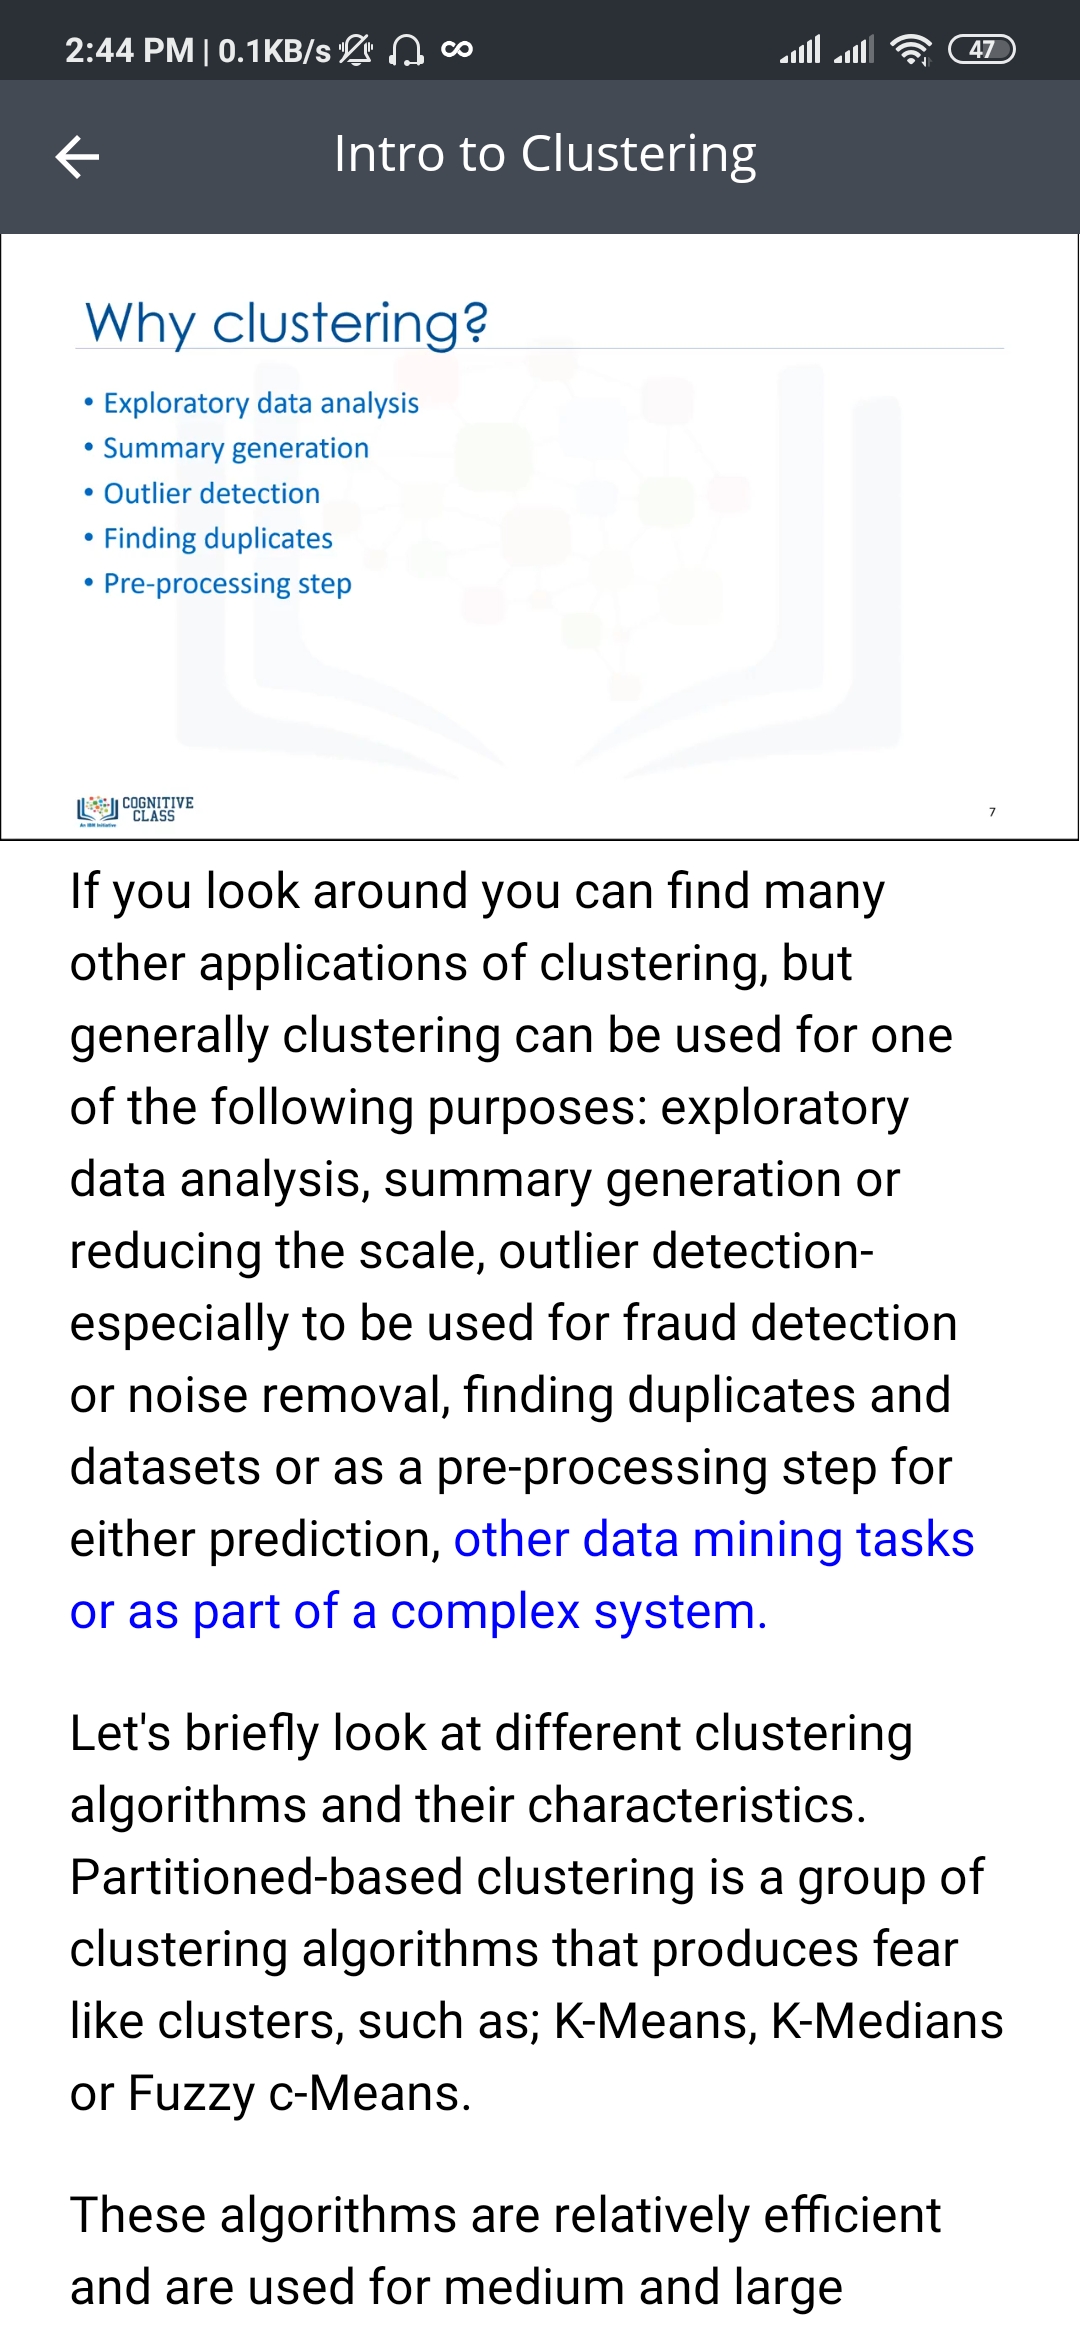 2:44 PM | 0.1KB/s
47
Intro to Clustering
Why clustering?
• Exploratory data analysis
• Summary generation
• Outlier detection
• Finding duplicates
• Pre-processing step
COGNITIVE
CLASS
An IBM Initiative
7
If you look around you can find many
other applications of clustering, but
generally clustering can be used for one
of the following purposes: exploratory
data analysis, summary generation or
reducing the scale, outlier detection-
especially to be used for fraud detection
or noise removal, finding duplicates and
datasets or as a pre-processing step for
either prediction, other data mining tasks
or as part of a complex system.
Let's briefly look at different clustering
algorithms and their characteristics.
Partitioned-based clustering is a group of
clustering algorithms that produces fear
like clusters, such as; K-Means, K-Medians
or Fuzzy c-Means.
These algorithms are relatively efficient
and are used for medium and large